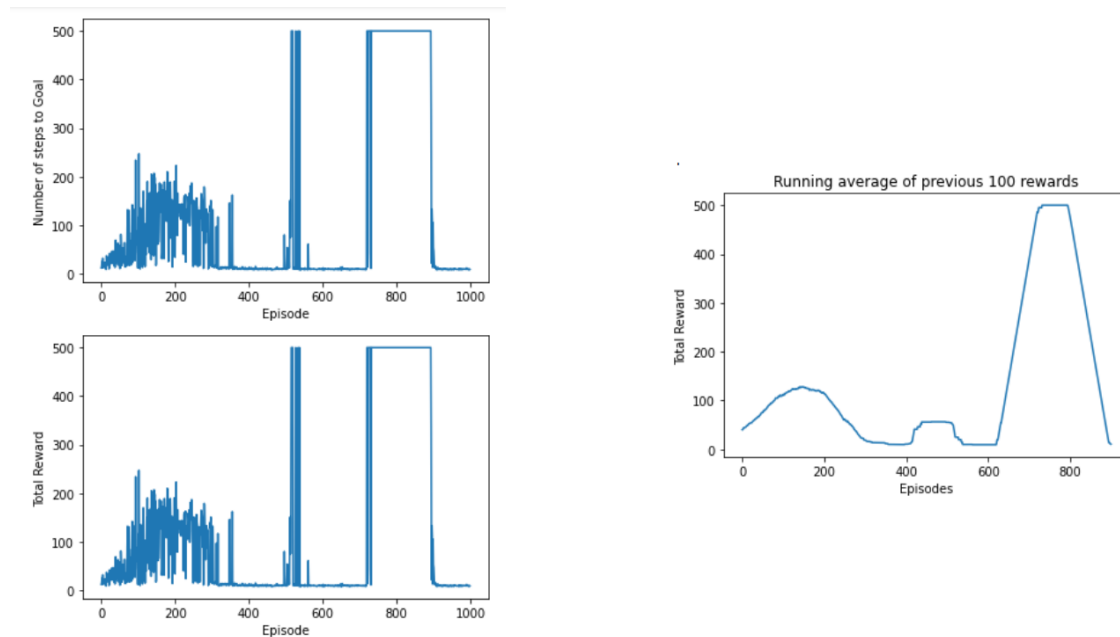 500
400
300
200
100
0
Number of steps to Goal
0 200 400 600 800 1000
Episode
500
400
300
200
100
0
Total Reward
0 200 400 600 800 1000
Episode
Running average of previous 100 rewards
500
400
300
200
100
0
Total Reward
0 200 400 600 800
Episodes